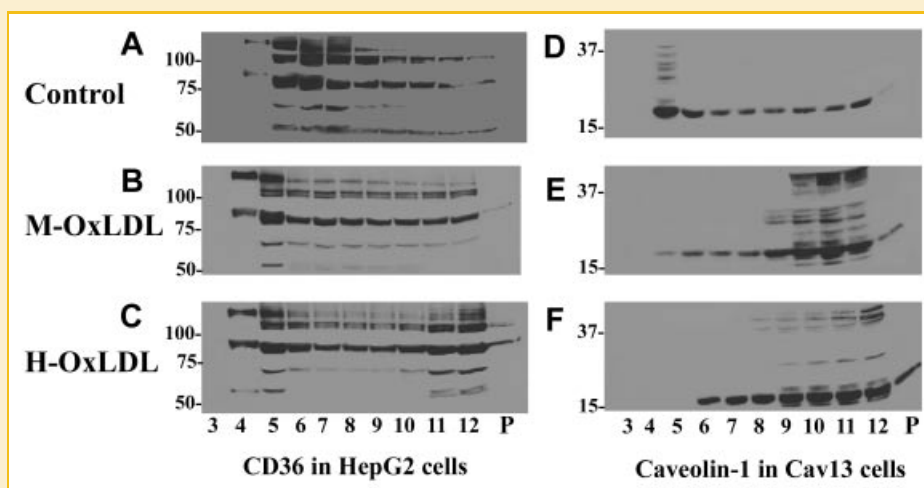 A
100-
75-
50-
Control
D
37-
15-
B
100-
75-
50-
M-OxLDL
E
37-
15-
C
100-
75-
50-
H-OxLDL
F
37-
15-
3 4 5 6 7 8 9 10 11 12 P
3 4 5 6 7 8 9 10 11 12 P
CD36 in HepG2 cells
Caveolin-1 in Cav13 cells